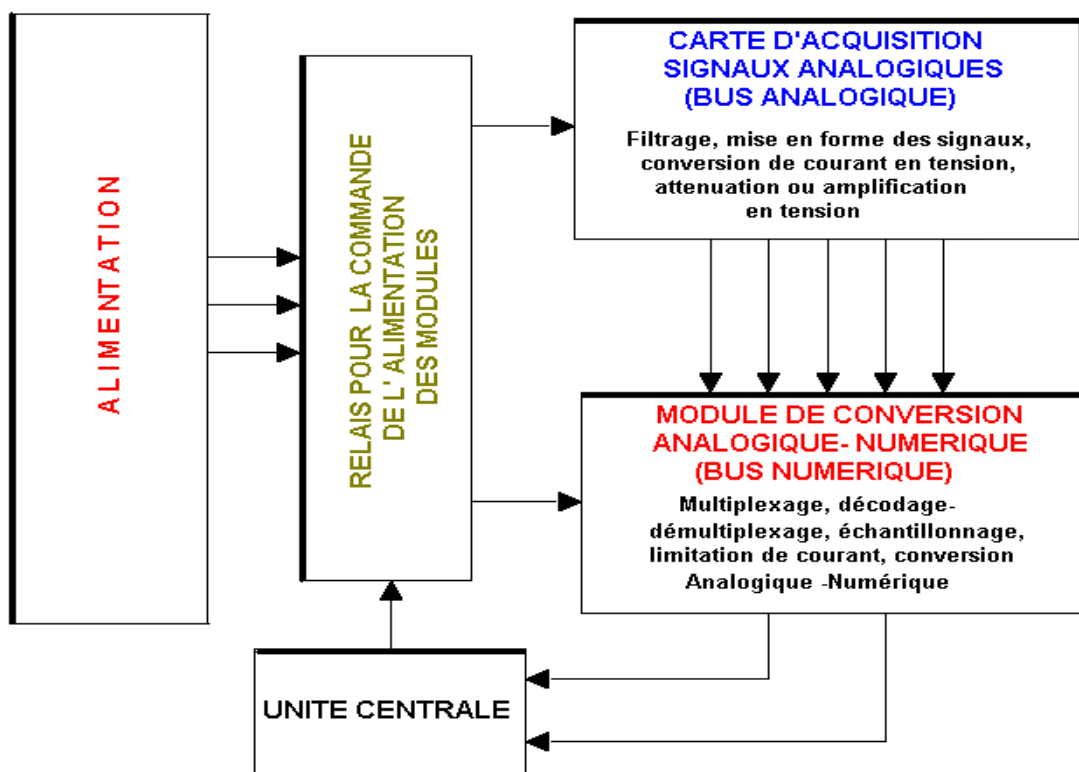 A L I M E N T A T I O N
RELAIS POUR LA COMMANDE
DE L' ALIMENTATION
DES MODULES
CARTE D'ACQUISITION
SIGNAUX ANALOGIQUES
(BUS ANALOGIQUE)
Filtrage, mise en forme des signaux,
conversion de courant en tension,
attenuation ou amplification
en tension
MODULE DE CONVERSION
ANALOGIQUE- NUMERIQUE
(BUS NUMERIQUE)
Multiplexage, décodage-
démultiplexage, échantillonnage,
limitation de courant, conversion
Analogique -Numérique
UNITE CENTRALE